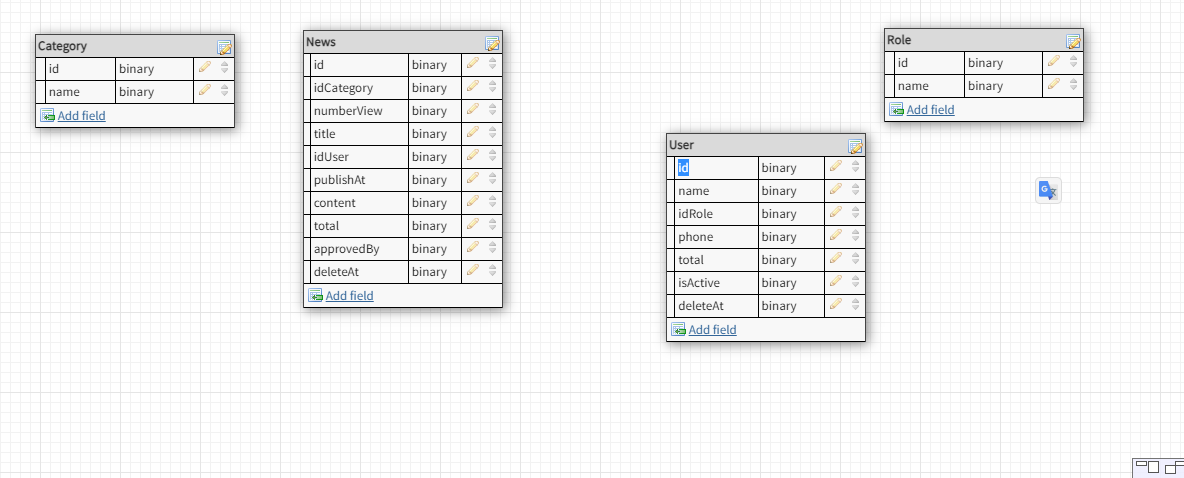 Category
id binary
name binary
Add field
News
id binary
idCategory binary
numberView binary
title binary
idUser binary
publishAt binary
content binary
total binary
approvedBy binary
deleteAt binary
Add field
User
id binary
name binary
idRole binary
phone binary
total binary
isActive binary
deleteAt binary
Add field
Role
id binary
name binary
Add field
G